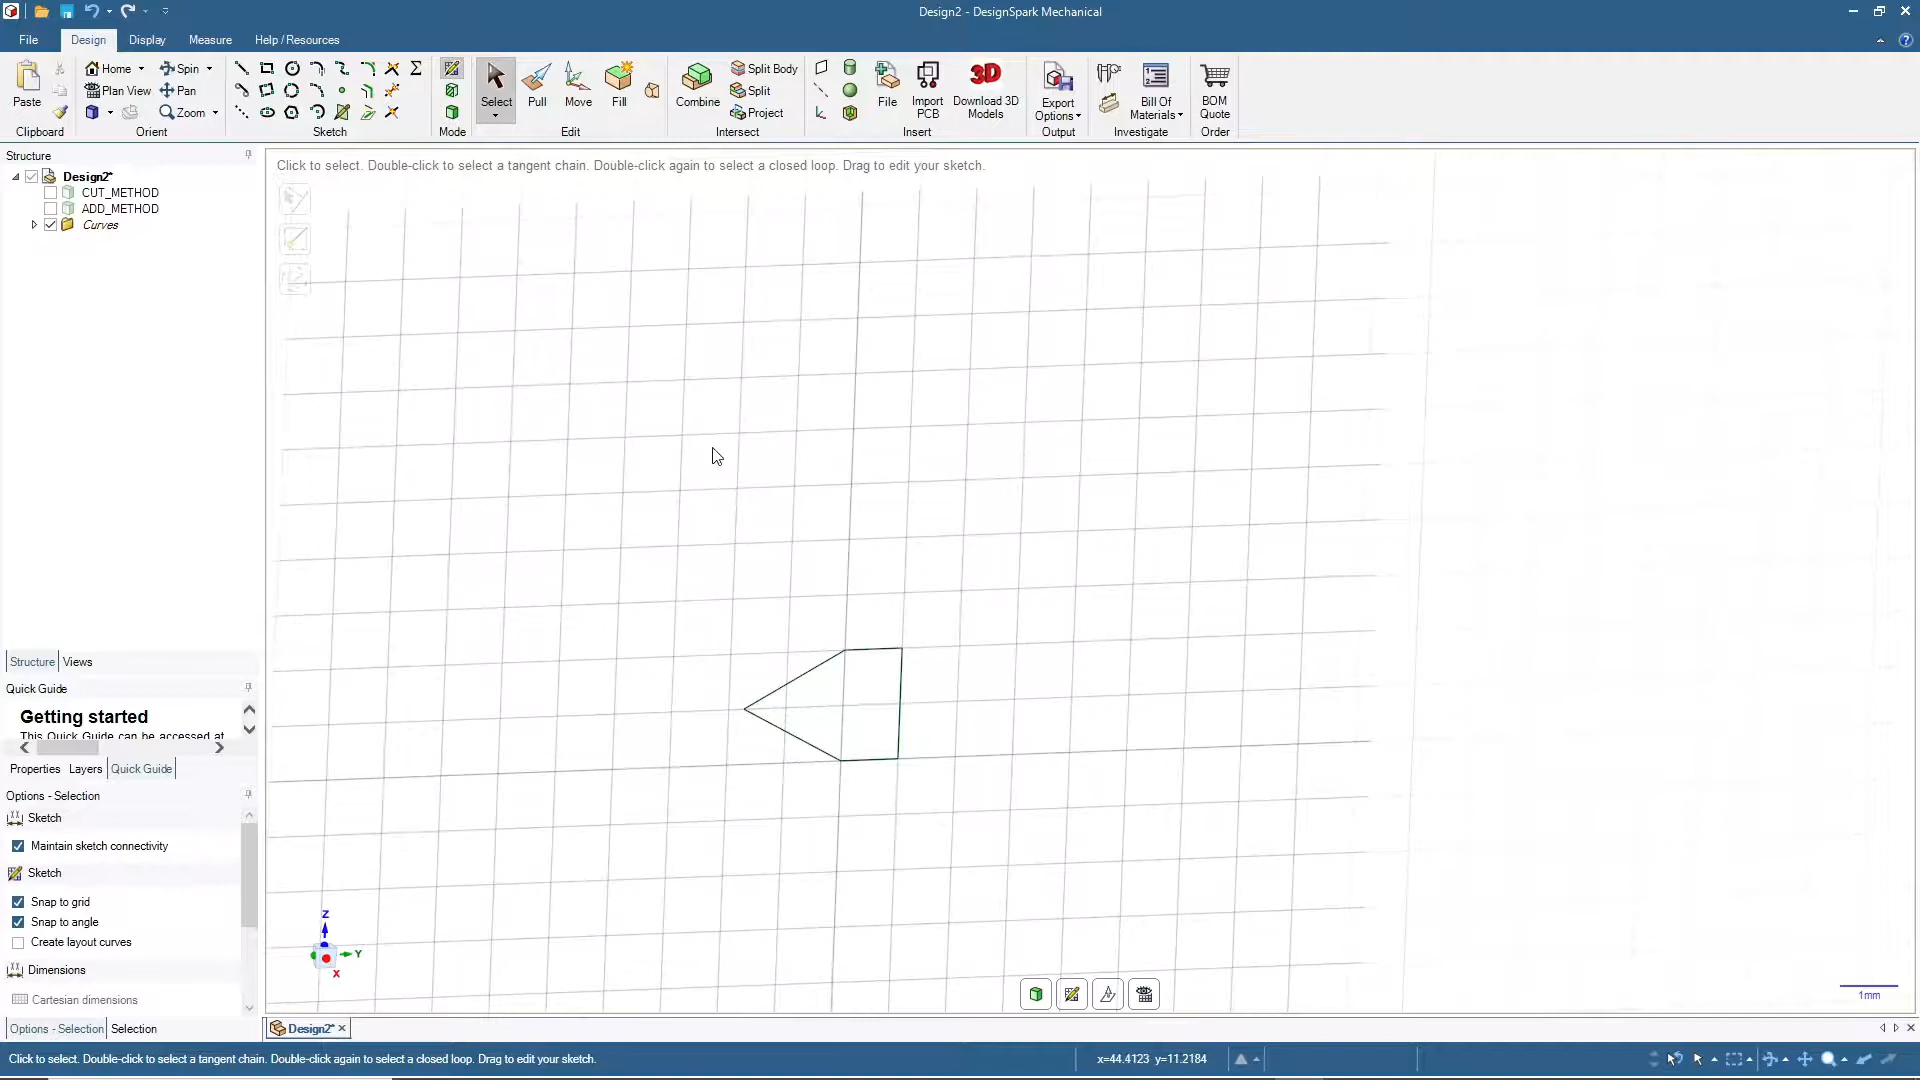 Design2 - DesignSpark Mechanical
File Design Display Measure Help / Resources
Paste Home Plan View Spin Pan Zoom
Select Pull Move Fill
Combine Split Body Split Project
File Import PCB 3D Download 3D Models
Export Options Bill Of Materials BOM Quote
Clipboard Orient Sketch Mode Edit Intersect Insert Output Investigate Order
Structure
Design2*
CUT_METHOD
ADD_METHOD
Curves
Click to select. Double-click to select a tangent chain. Double-click again to select a closed loop. Drag to edit your sketch.
Structure Views
Quick Guide
Getting started
This Quick Guide can be accessed at
Properties Layers Quick Guide
Options - Selection
Sketch
Maintain sketch connectivity
Sketch
Snap to grid
Snap to angle
Create layout curves
Dimensions
Cartesian dimensions
Options - Selection Selection
Z
Y
X
1mm
Design2*
Click to select. Double-click to select a tangent chain. Double-click again to select a closed loop. Drag to edit your sketch.
x=44.4123 y=11.2184